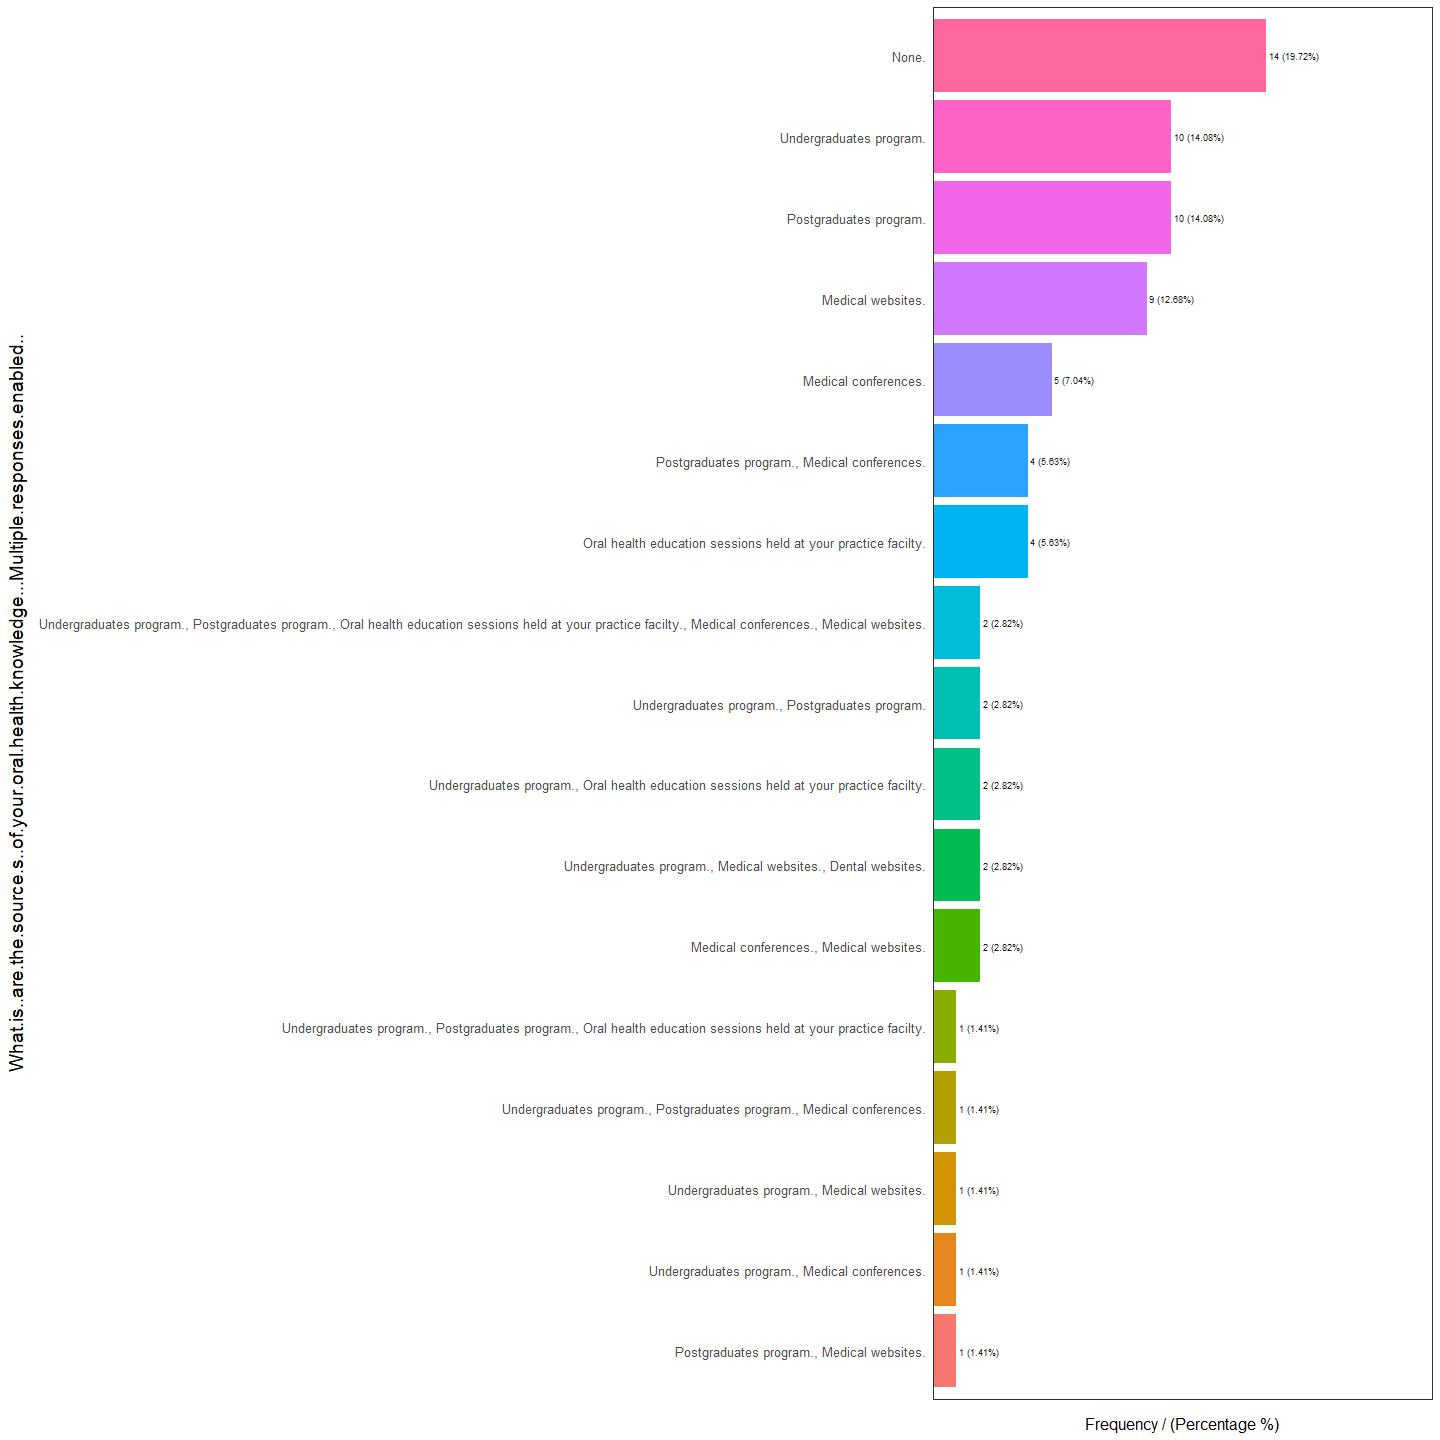 None.
14 (19.72%)
Undergraduates program.
10 (14.08%)
Postgraduates program.
10 (14.08%)
Medical websites.
9 (12.68%)
Medical conferences.
5 (7.04%)
Postgraduates program., Medical conferences.
4 (5.63%)
Oral health education sessions held at your practice facilty.
4 (5.63%)
Undergraduates program., Postgraduates program., Oral health education sessions held at your practice facilty., Medical conferences., Medical websites.
2 (2.82%)
Undergraduates program., Postgraduates program.
2 (2.82%)
Undergraduates program., Oral health education sessions held at your practice facilty.
2 (2.82%)
Undergraduates program., Medical websites., Dental websites.
2 (2.82%)
Medical conferences., Medical websites.
2 (2.82%)
Undergraduates program., Postgraduates program., Oral health education sessions held at your practice facilty.
1 (1.41%)
Undergraduates program., Postgraduates program., Medical conferences.
1 (1.41%)
Undergraduates program., Medical websites.
1 (1.41%)
Undergraduates program., Medical conferences.
1 (1.41%)
Postgraduates program., Medical websites.
1 (1.41%)
What.is..are.the.source.s..of.your.oral.health.knowledge...Multiple.responses.enabled..
Frequency / (Percentage %)